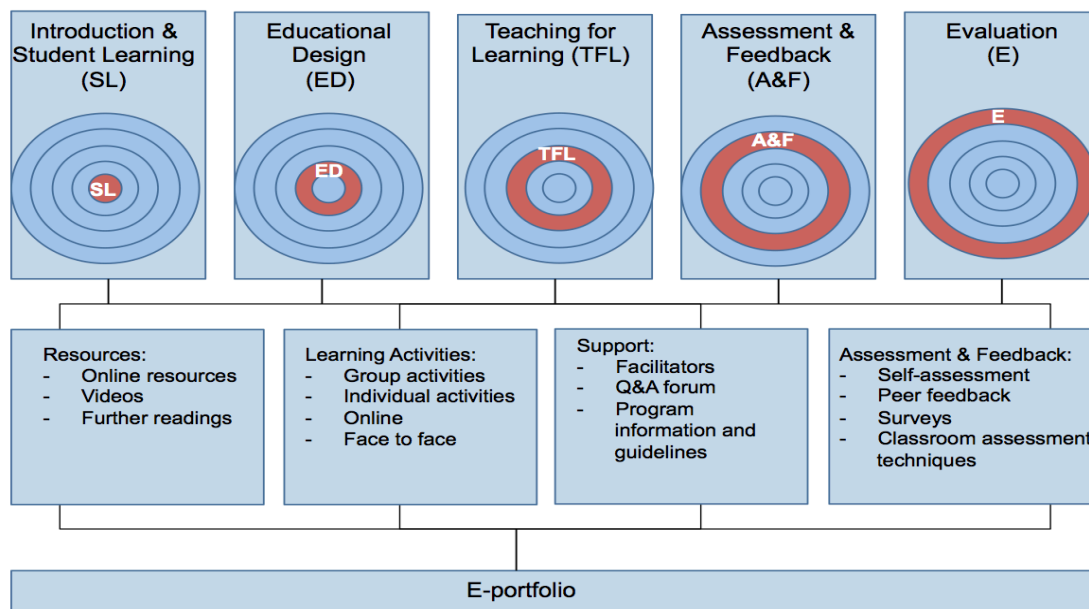 Introduction &
Student Learning
(SL)
Educational
Design
(ED)
Teaching for
Learning (TFL)
Assessment &
Feedback
(A&F)
Evaluation
(E)
SL
ED
TFL
A&F
E
Resources:
- Online resources
- Videos
- Further readings
Learning Activities:
- Group activities
- Individual activities
- Online
- Face to face
Support:
- Facilitators
- Q&A forum
- Program
information and
guidelines
Assessment & Feedback:
- Self-assessment
- Peer feedback
- Surveys
- Classroom assessment
techniques
E-portfolio